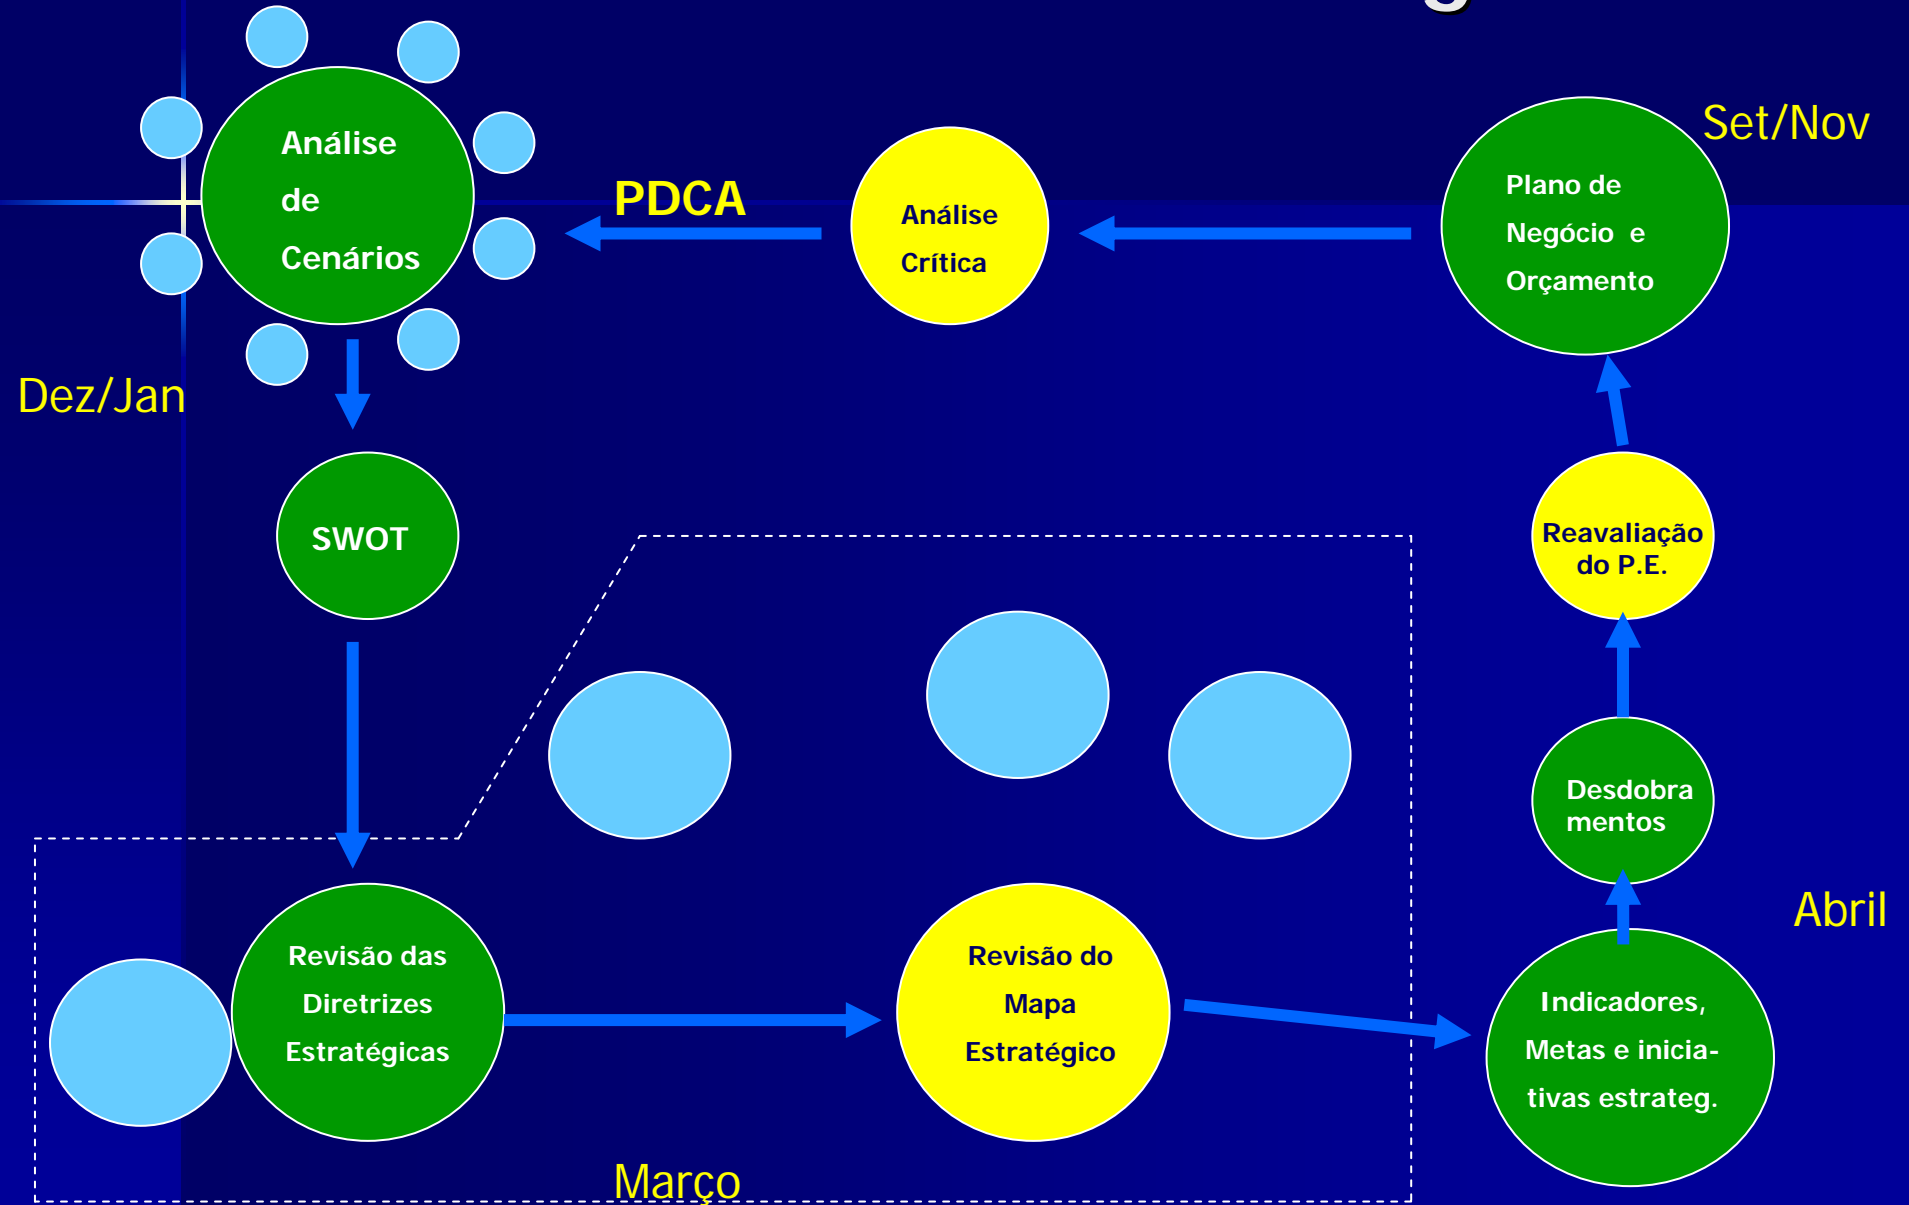 Análise
de
Cenários
PDCA
Análise
Crítica
Plano de
Negócio e
Orçamento
Set/Nov
Dez/Jan
SWOT
Reavaliação
do P.E.
Desdobra
mentos
Abril
Revisão das
Diretrizes
Estratégicas
Revisão do
Mapa
Estratégico
Indicadores,
Metas e inicia-
tivas estrateg.
Março